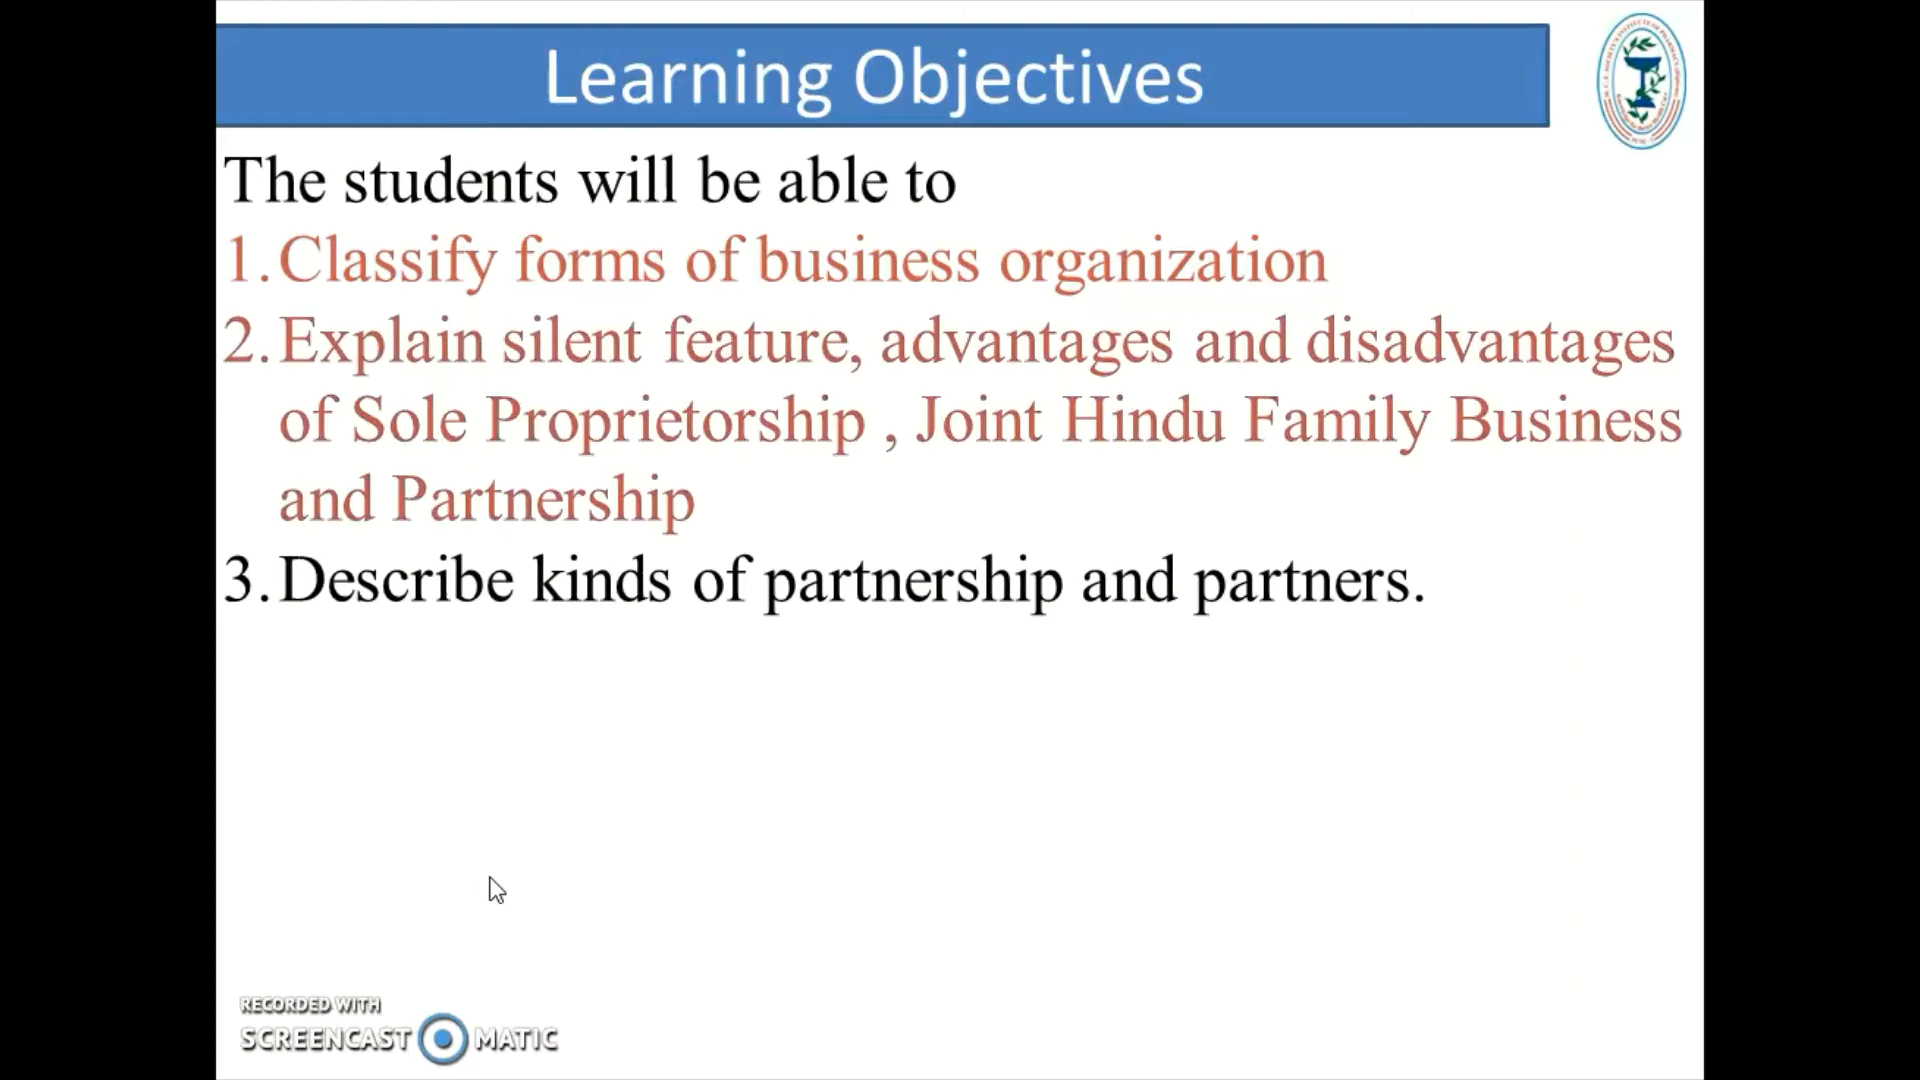 Learning Objectives
The students will be able to
1. Classify forms of business organization
2. Explain silent feature, advantages and disadvantages
of Sole Proprietorship , Joint Hindu Family Business
and Partnership
3. Describe kinds of partnership and partners.
RECORDED WITH
SCREENCAST MATIC